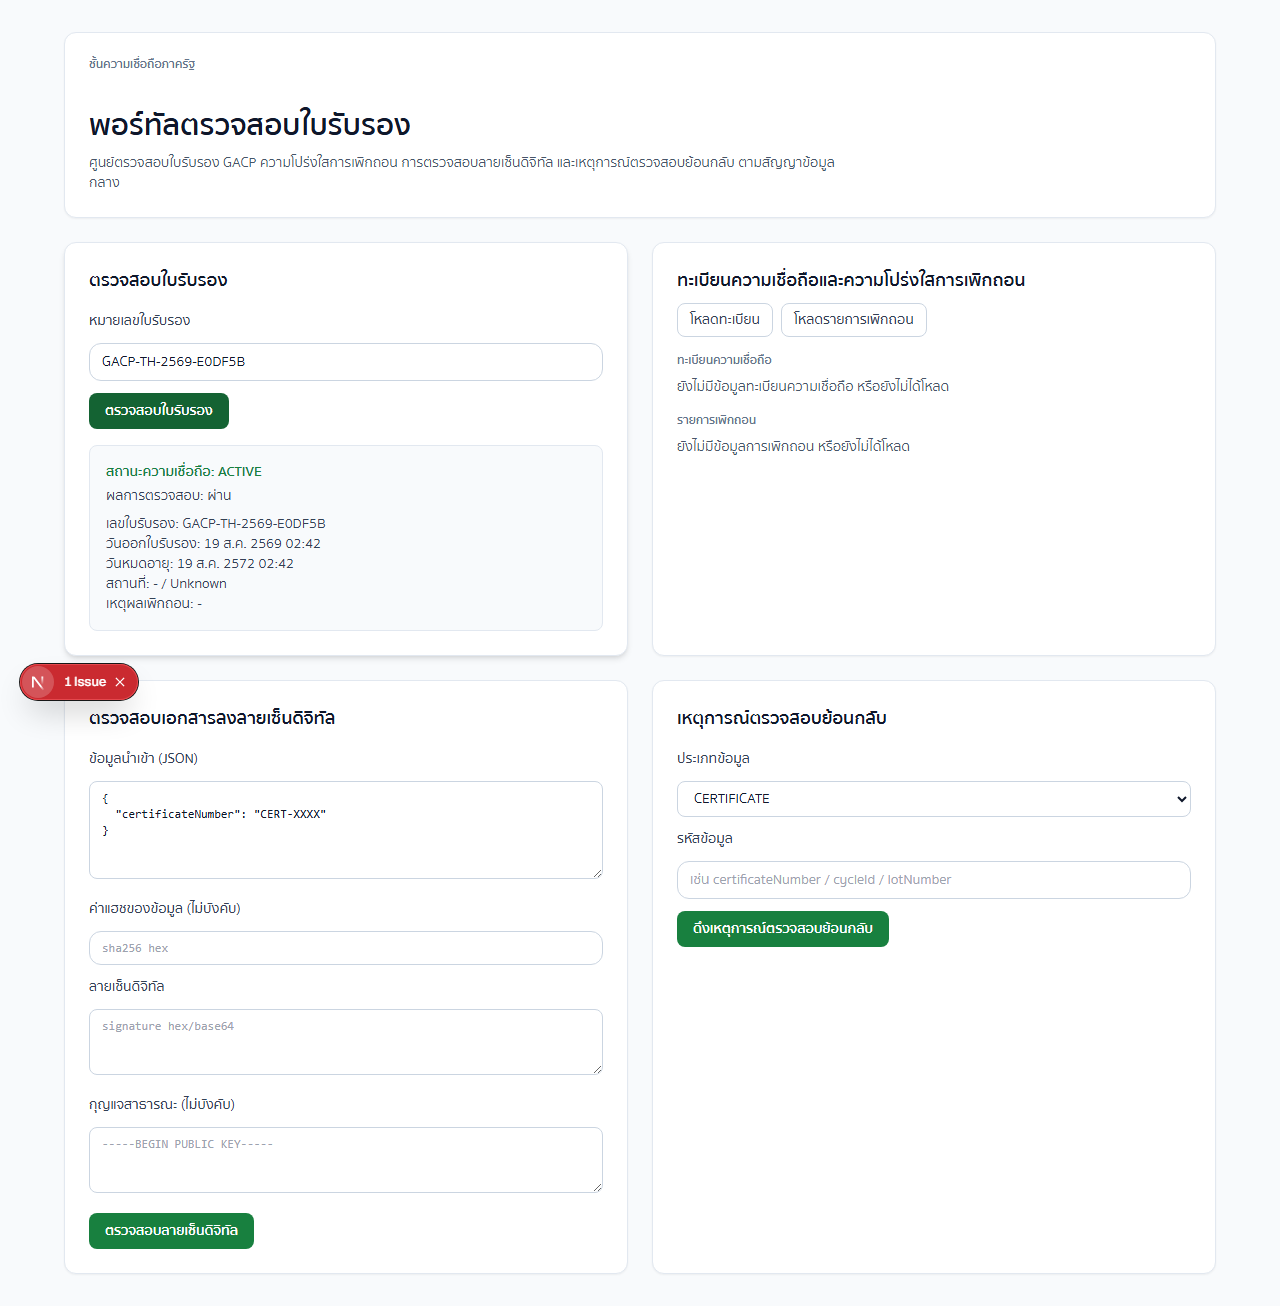 ชั้นความเชื่อถือภาครัฐ
พอร์ทัลตรวจสอบใบรับรอง
ศูนย์ตรวจสอบใบรับรอง GACP ความโปร่งใสการเพิกถอน การตรวจสอบลายเซ็นดิจิทัล และเหตุการณ์ตรวจสอบย้อนกลับ ตามสัญญาข้อมูล
กลาง
ตรวจสอบใบรับรอง
หมายเลขใบรับรอง
GACP-TH-2569-E0DF5B
ตรวจสอบใบรับรอง
สถานะความเชื่อถือ: ACTIVE
ผลการตรวจสอบ: ผ่าน
เลขใบรับรอง: GACP-TH-2569-E0DF5B
วันออกใบรับรอง: 19 ส.ค. 2569 02:42
วันหมดอายุ: 19 ส.ค. 2572 02:42
สถานที่: - / Unknown
เหตุผลเพิกถอน: -
ทะเบียนความเชื่อถือและความโปร่งใสการเพิกถอน
โหลดทะเบียน
โหลดรายการเพิกถอน
ทะเบียนความเชื่อถือ
ยังไม่มีข้อมูลทะเบียนความเชื่อถือ หรือยังไม่ได้โหลด
รายการเพิกถอน
ยังไม่มีข้อมูลการเพิกถอน หรือยังไม่ได้โหลด
N 1 Issue
ตรวจสอบเอกสารลงลายเซ็นดิจิทัล
ข้อมูลนำเข้า (JSON)
{
"certificateNumber": "CERT-XXXX"
}
ค่าแฮชของข้อมูล (ไม่บังคับ)
sha256 hex
ลายเซ็นดิจิทัล
signature hex/base64
กุญแจสาธารณะ (ไม่บังคับ)
-----BEGIN PUBLIC KEY-----
ตรวจสอบลายเซ็นดิจิทัล
เหตุการณ์ตรวจสอบย้อนกลับ
ประเภทข้อมูล
CERTIFICATE
รหัสข้อมูล
เช่น certificateNumber / cycleId / lotNumber
ดึงเหตุการณ์ตรวจสอบย้อนกลับ